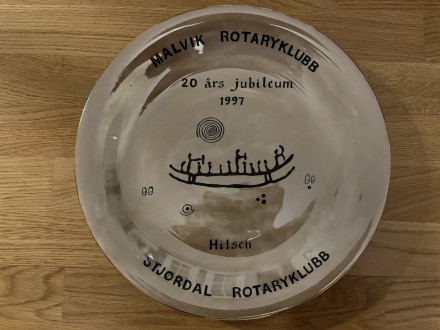 MALVIK ROTARYKLUBB
20 års jubileum
1997
Hilsen
STJØRDAL ROTARYKLUBB